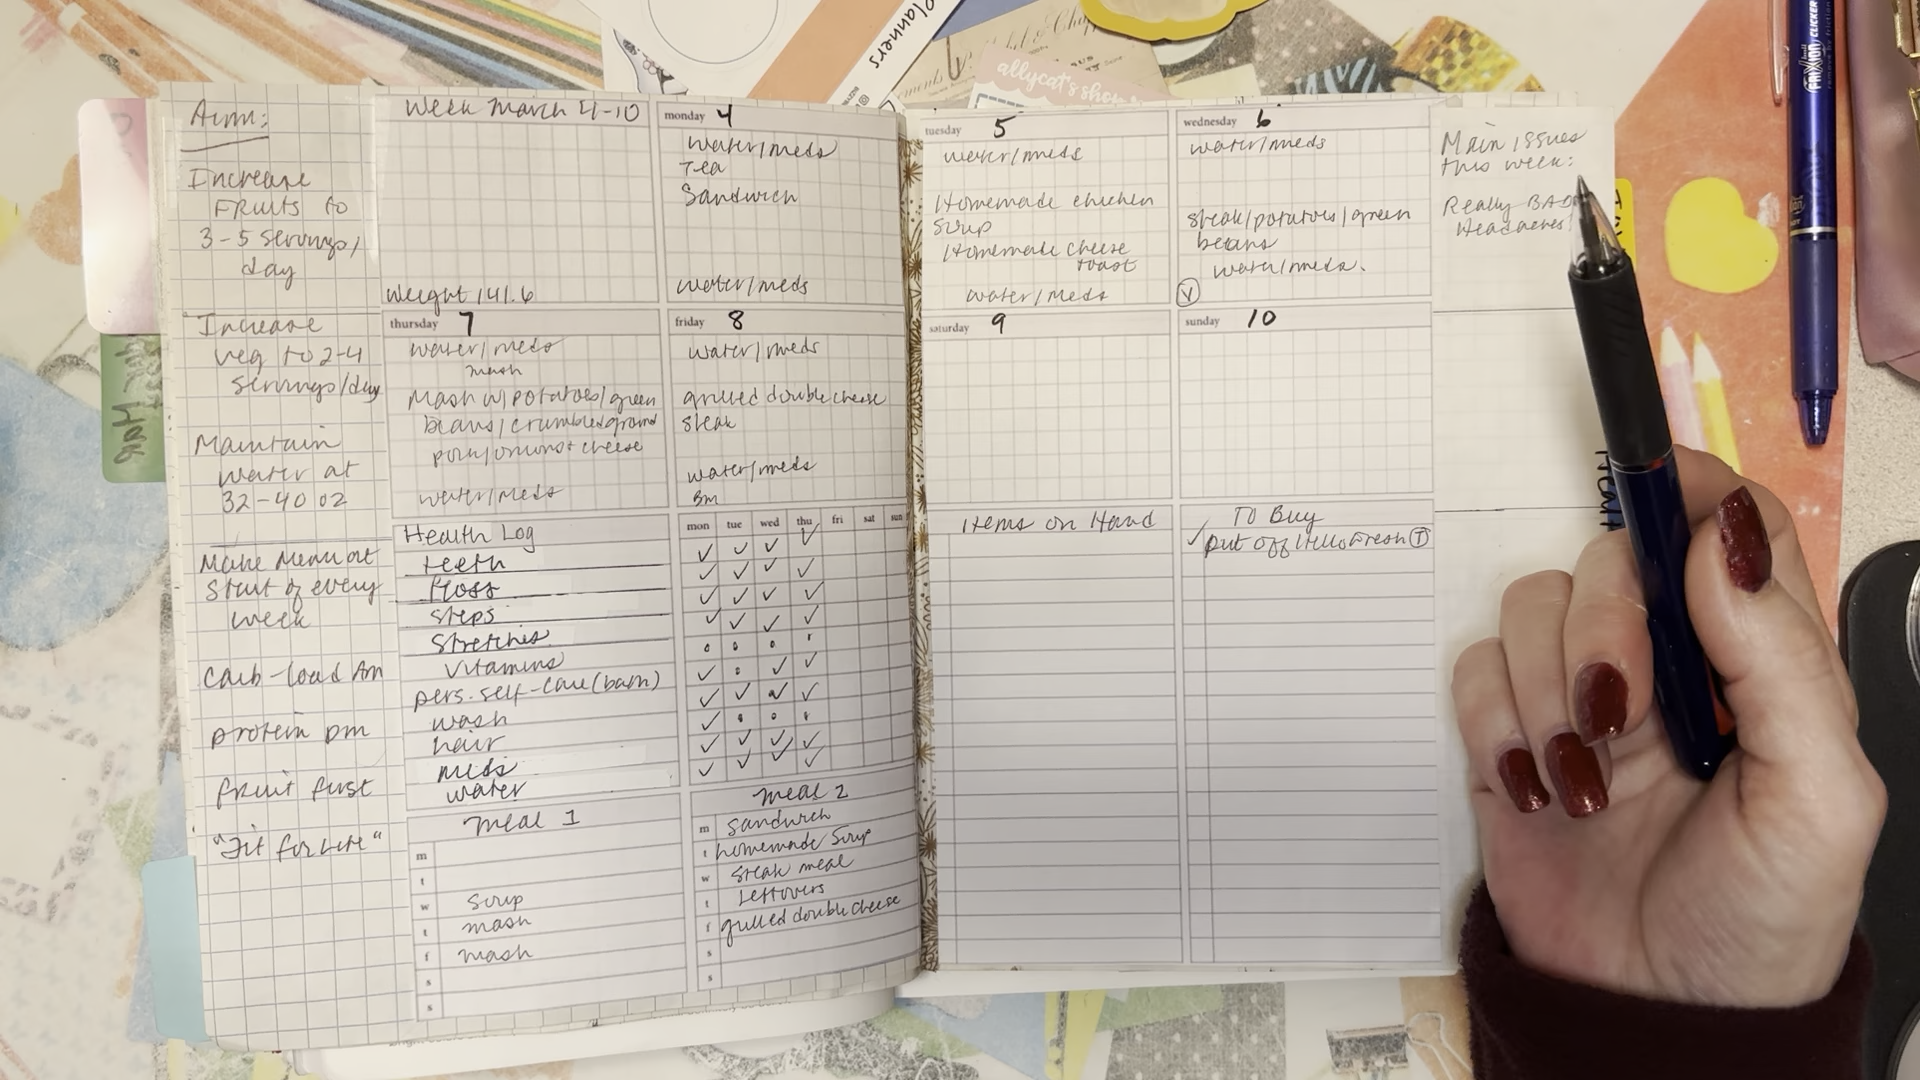 Planners
allycat's shop
FRIXION CLICKER
Aim:
Increase
FRUITS to
3-5 servings/
day
Increase
veg to 2-4
servings/day
Maintain
water at
32-40 oz
Make Menu at
start of every
week
carb-load Am
protein pm
fruit first
"Fit for Life"
Week March 4-10
Weight 141.6
monday 4
water/meds
Tea
Sandwich
water/meds
tuesday 5
water/meds
Homemade chicken
soup
Homemade cheese
toast
water/meds
wednesday 6
water/meds
steak/potatoes/green
beans
water/meds.
V
Main issues
this week:
Really BAD
Headaches!
thursday 7
water/meds
mash
Mash w/potatoes/green
beans/crumbled ground
pork/onions + cheese
water/meds
friday 8
water/meds
grilled double cheese
steak
water/meds
Bm
saturday 9
sunday 10
Health Log
mon tue wed thu fri sat sun
teeth
floss
steps
stretches
vitamins
pers. self-care (bam)
wash
hair
meds
water
Items on Hand
To Buy
✓ put off HelloFresh T
meal 1
m
t
w soup
t mash
f mash
s
s
meal 2
m sandwich
t homemade soup
w steak meal
t Leftovers
f grilled double cheese
s
s